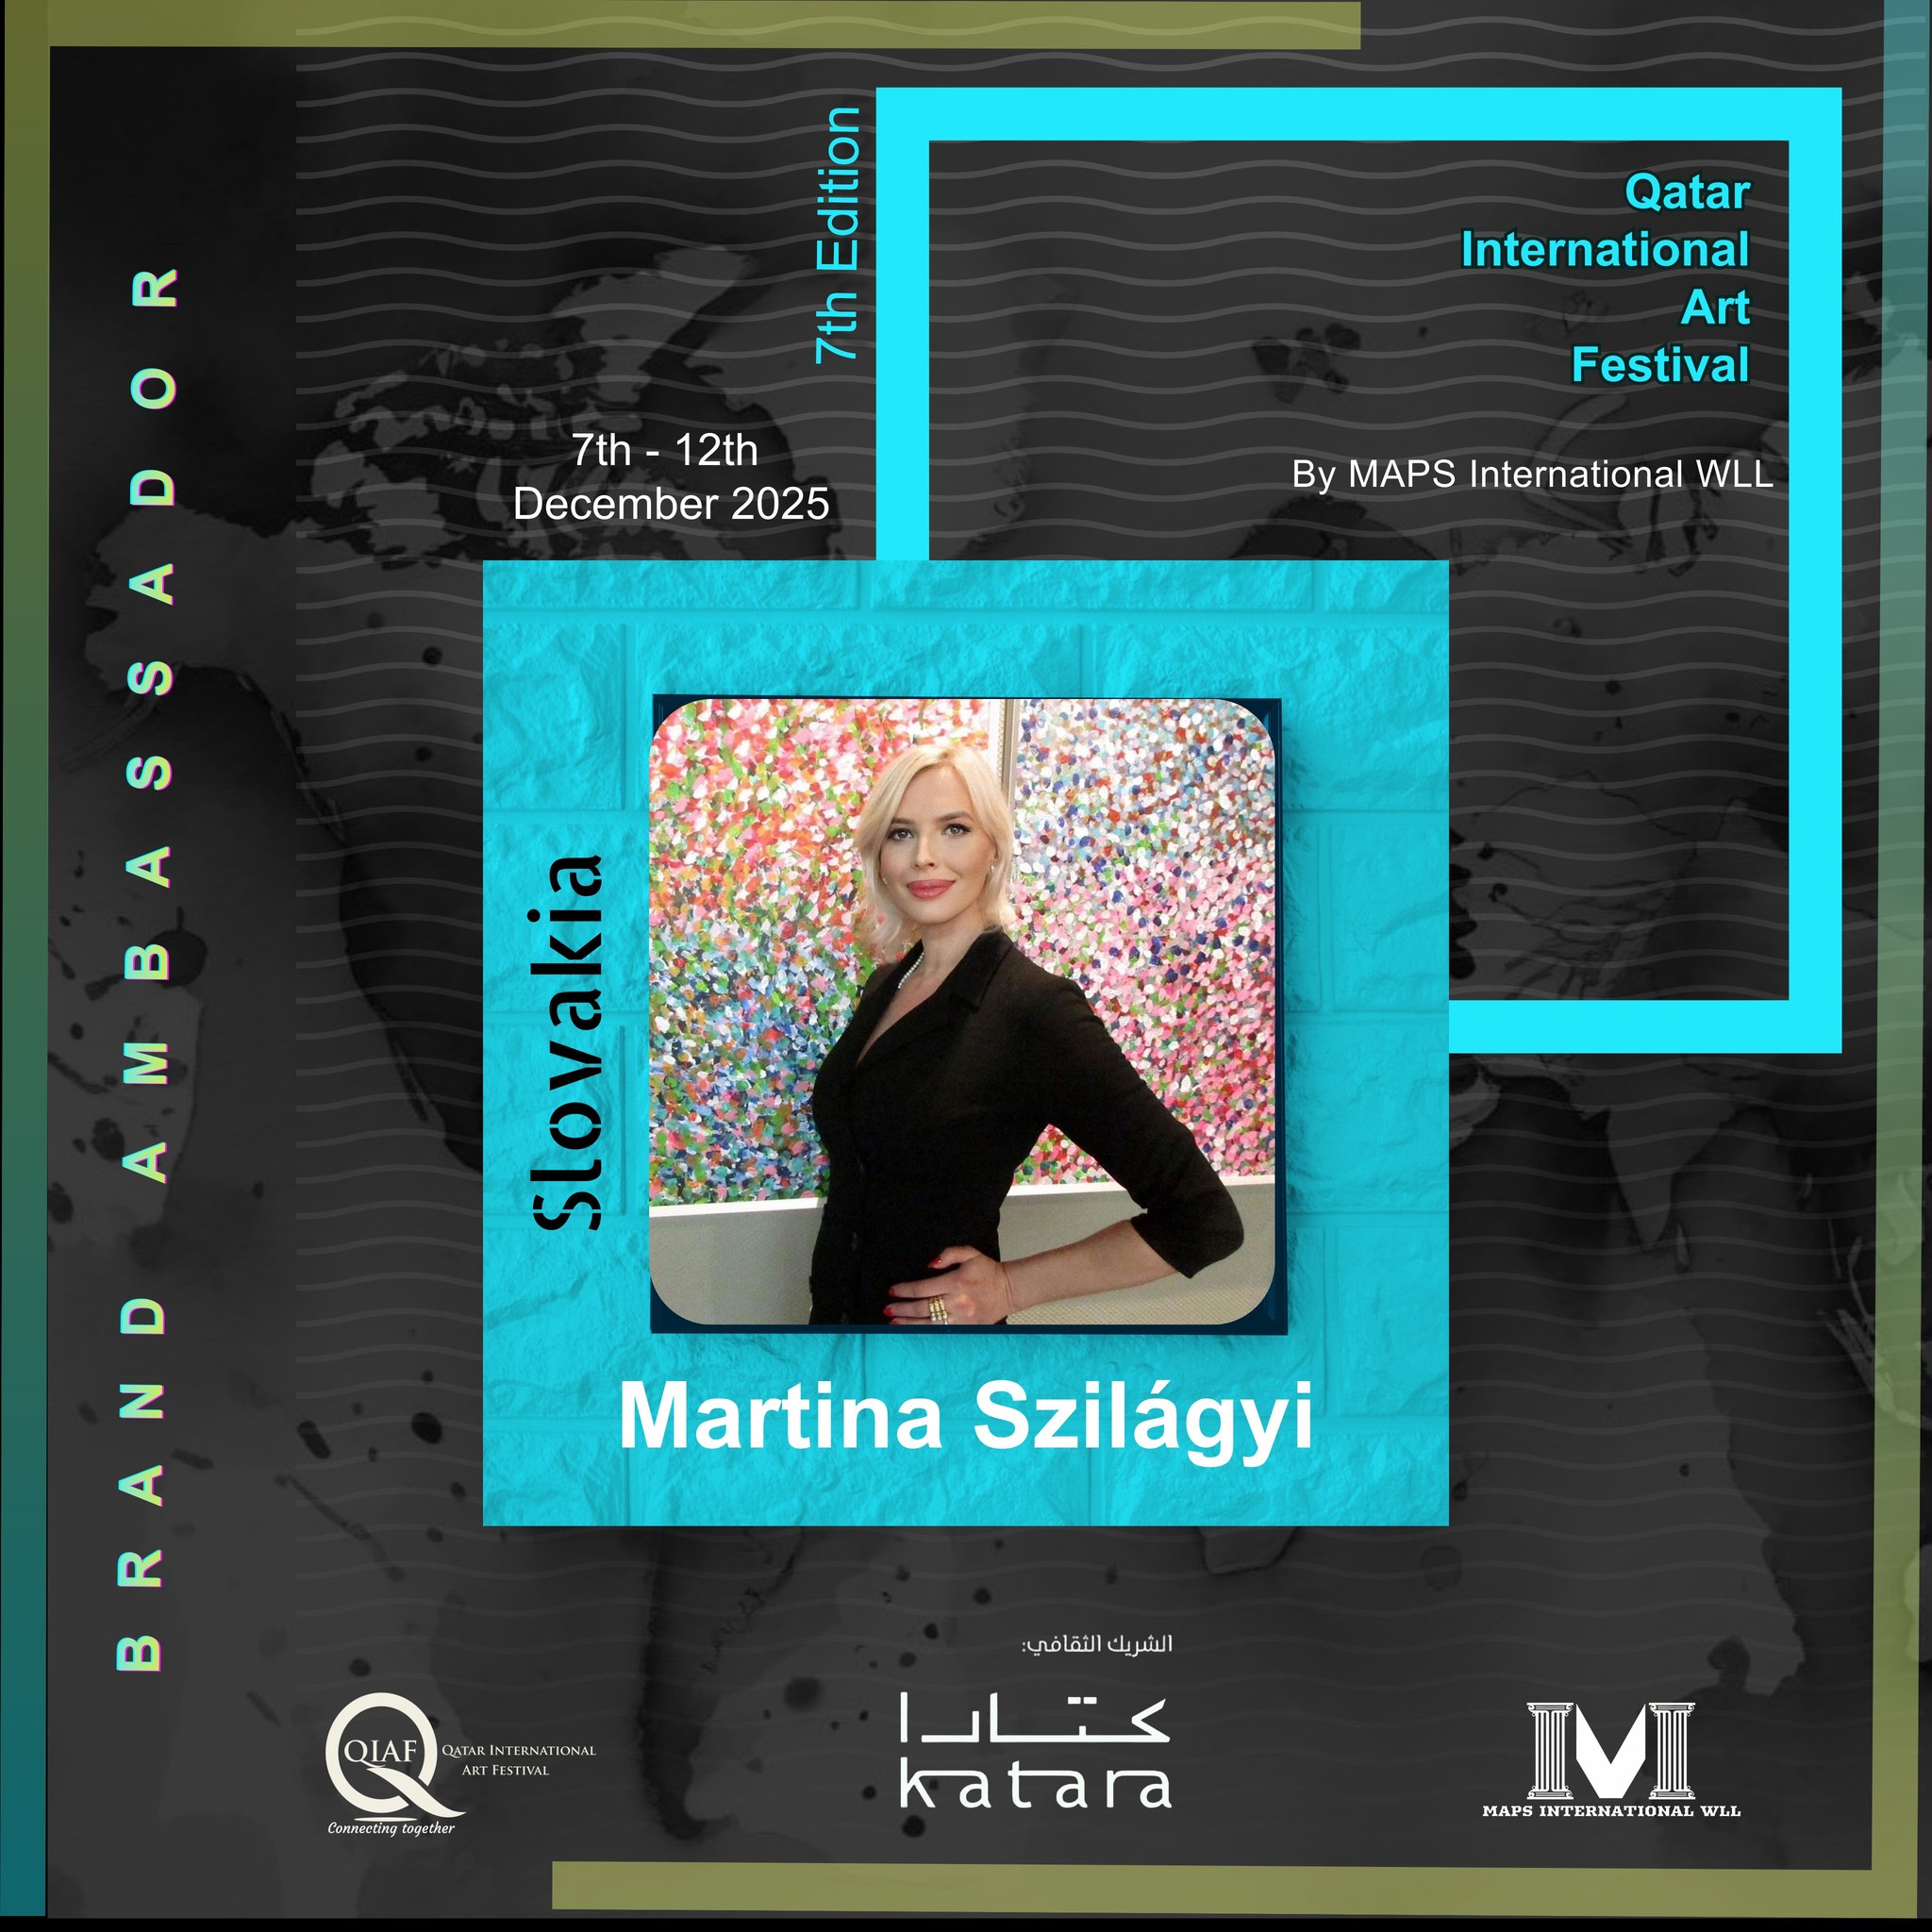 BRAND AMBASSADOR
7th Edition
Qatar
International
Art
Festival
By MAPS International WLL
7th - 12th
December 2025
Slovakia
Martina Szilágyi
الشريك الثقافي:
كتارا
katara
QIAF
QATAR INTERNATIONAL
ART FESTIVAL
Connecting together
M
MAPS INTERNATIONAL WLL